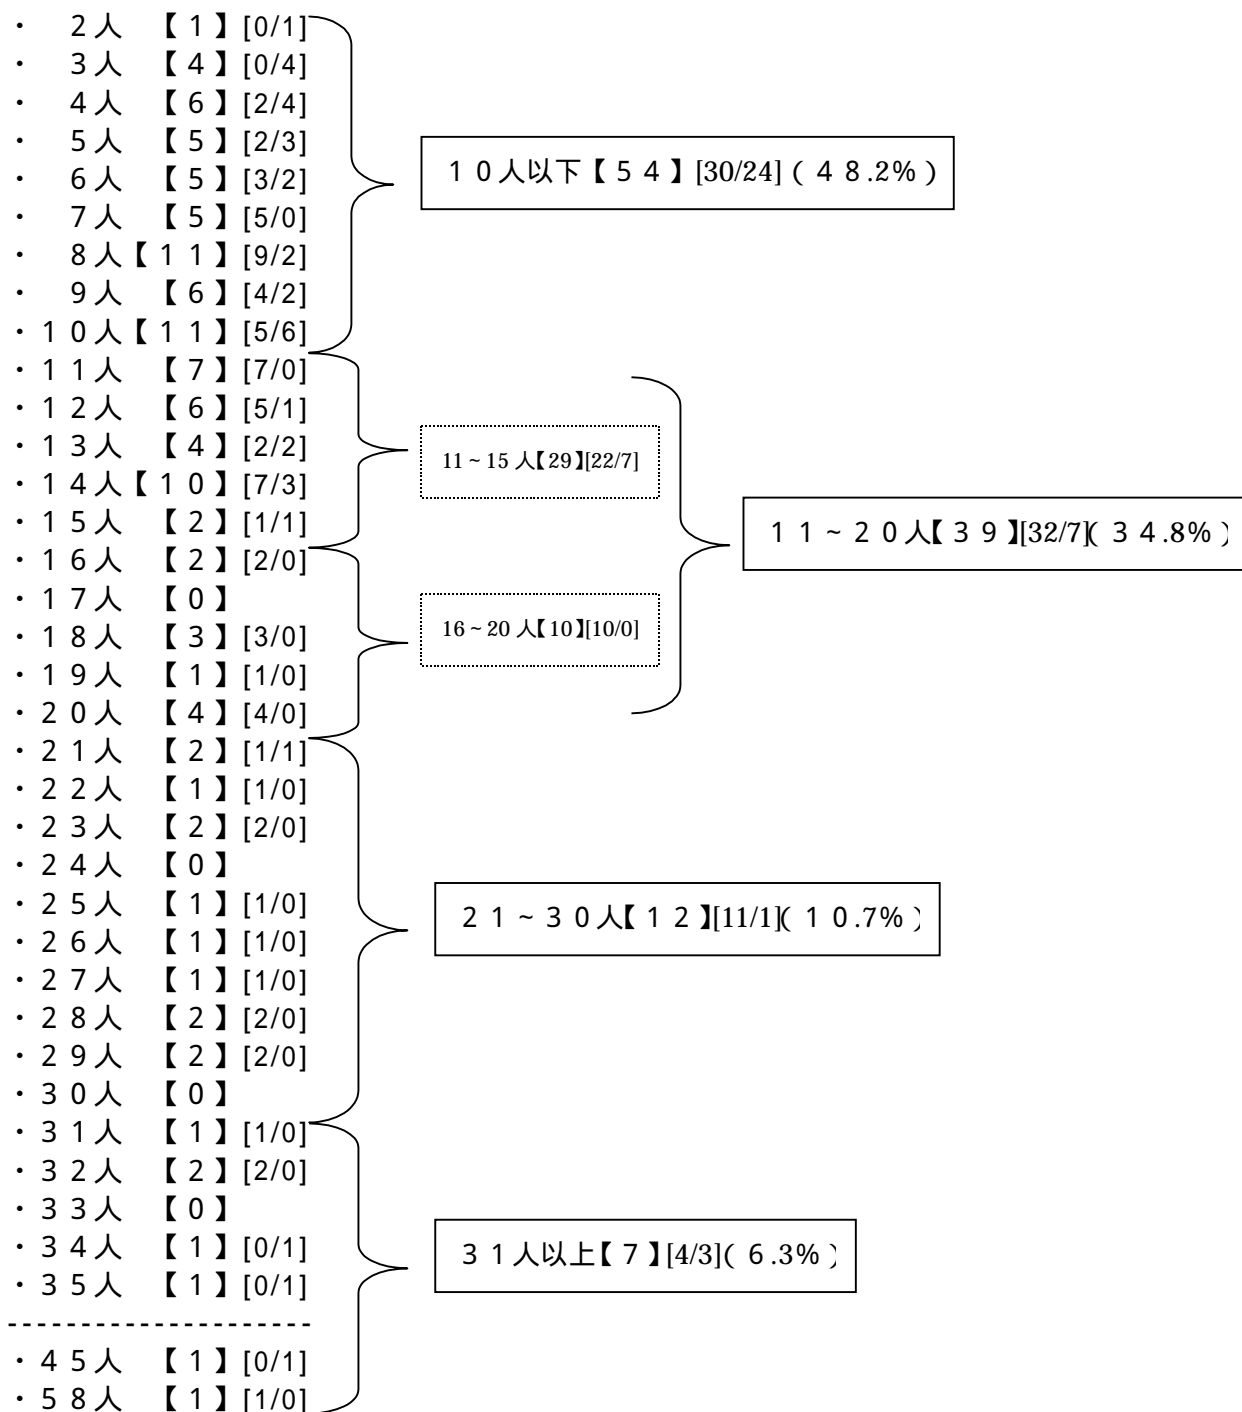 ・　2人　【1】[0/1]
・　3人　【4】[0/4]
・　4人　【6】[2/4]
・　5人　【5】[2/3]
・　6人　【5】[3/2]
・　7人　【5】[5/0]
・　8人【11】[9/2]
・　9人　【6】[4/2]
・10人【11】[5/6]
・11人　【7】[7/0]
・12人　【6】[5/1]
・13人　【4】[2/2]
・14人【10】[7/3]
・15人　【2】[1/1]
・16人　【2】[2/0]
・17人　【0】
・18人　【3】[3/0]
・19人　【1】[1/0]
・20人　【4】[4/0]
・21人　【2】[1/1]
・22人　【1】[1/0]
・23人　【2】[2/0]
・24人　【0】
・25人　【1】[1/0]
・26人　【1】[1/0]
・27人　【1】[1/0]
・28人　【2】[2/0]
・29人　【2】[2/0]
・30人　【0】
・31人　【1】[1/0]
・32人　【2】[2/0]
・33人　【0】
・34人　【1】[0/1]
・35人　【1】[0/1]
---------------------
・45人　【1】[0/1]
・58人　【1】[1/0]
10人以下【54】[30/24]（48.2%）
11~15人【29】[22/7]
16~20人【10】[10/0]
11~20人【39】[32/7]（34.8%）
21~30人【12】[11/1]（10.7%）
31人以上【7】[4/3]（6.3%）